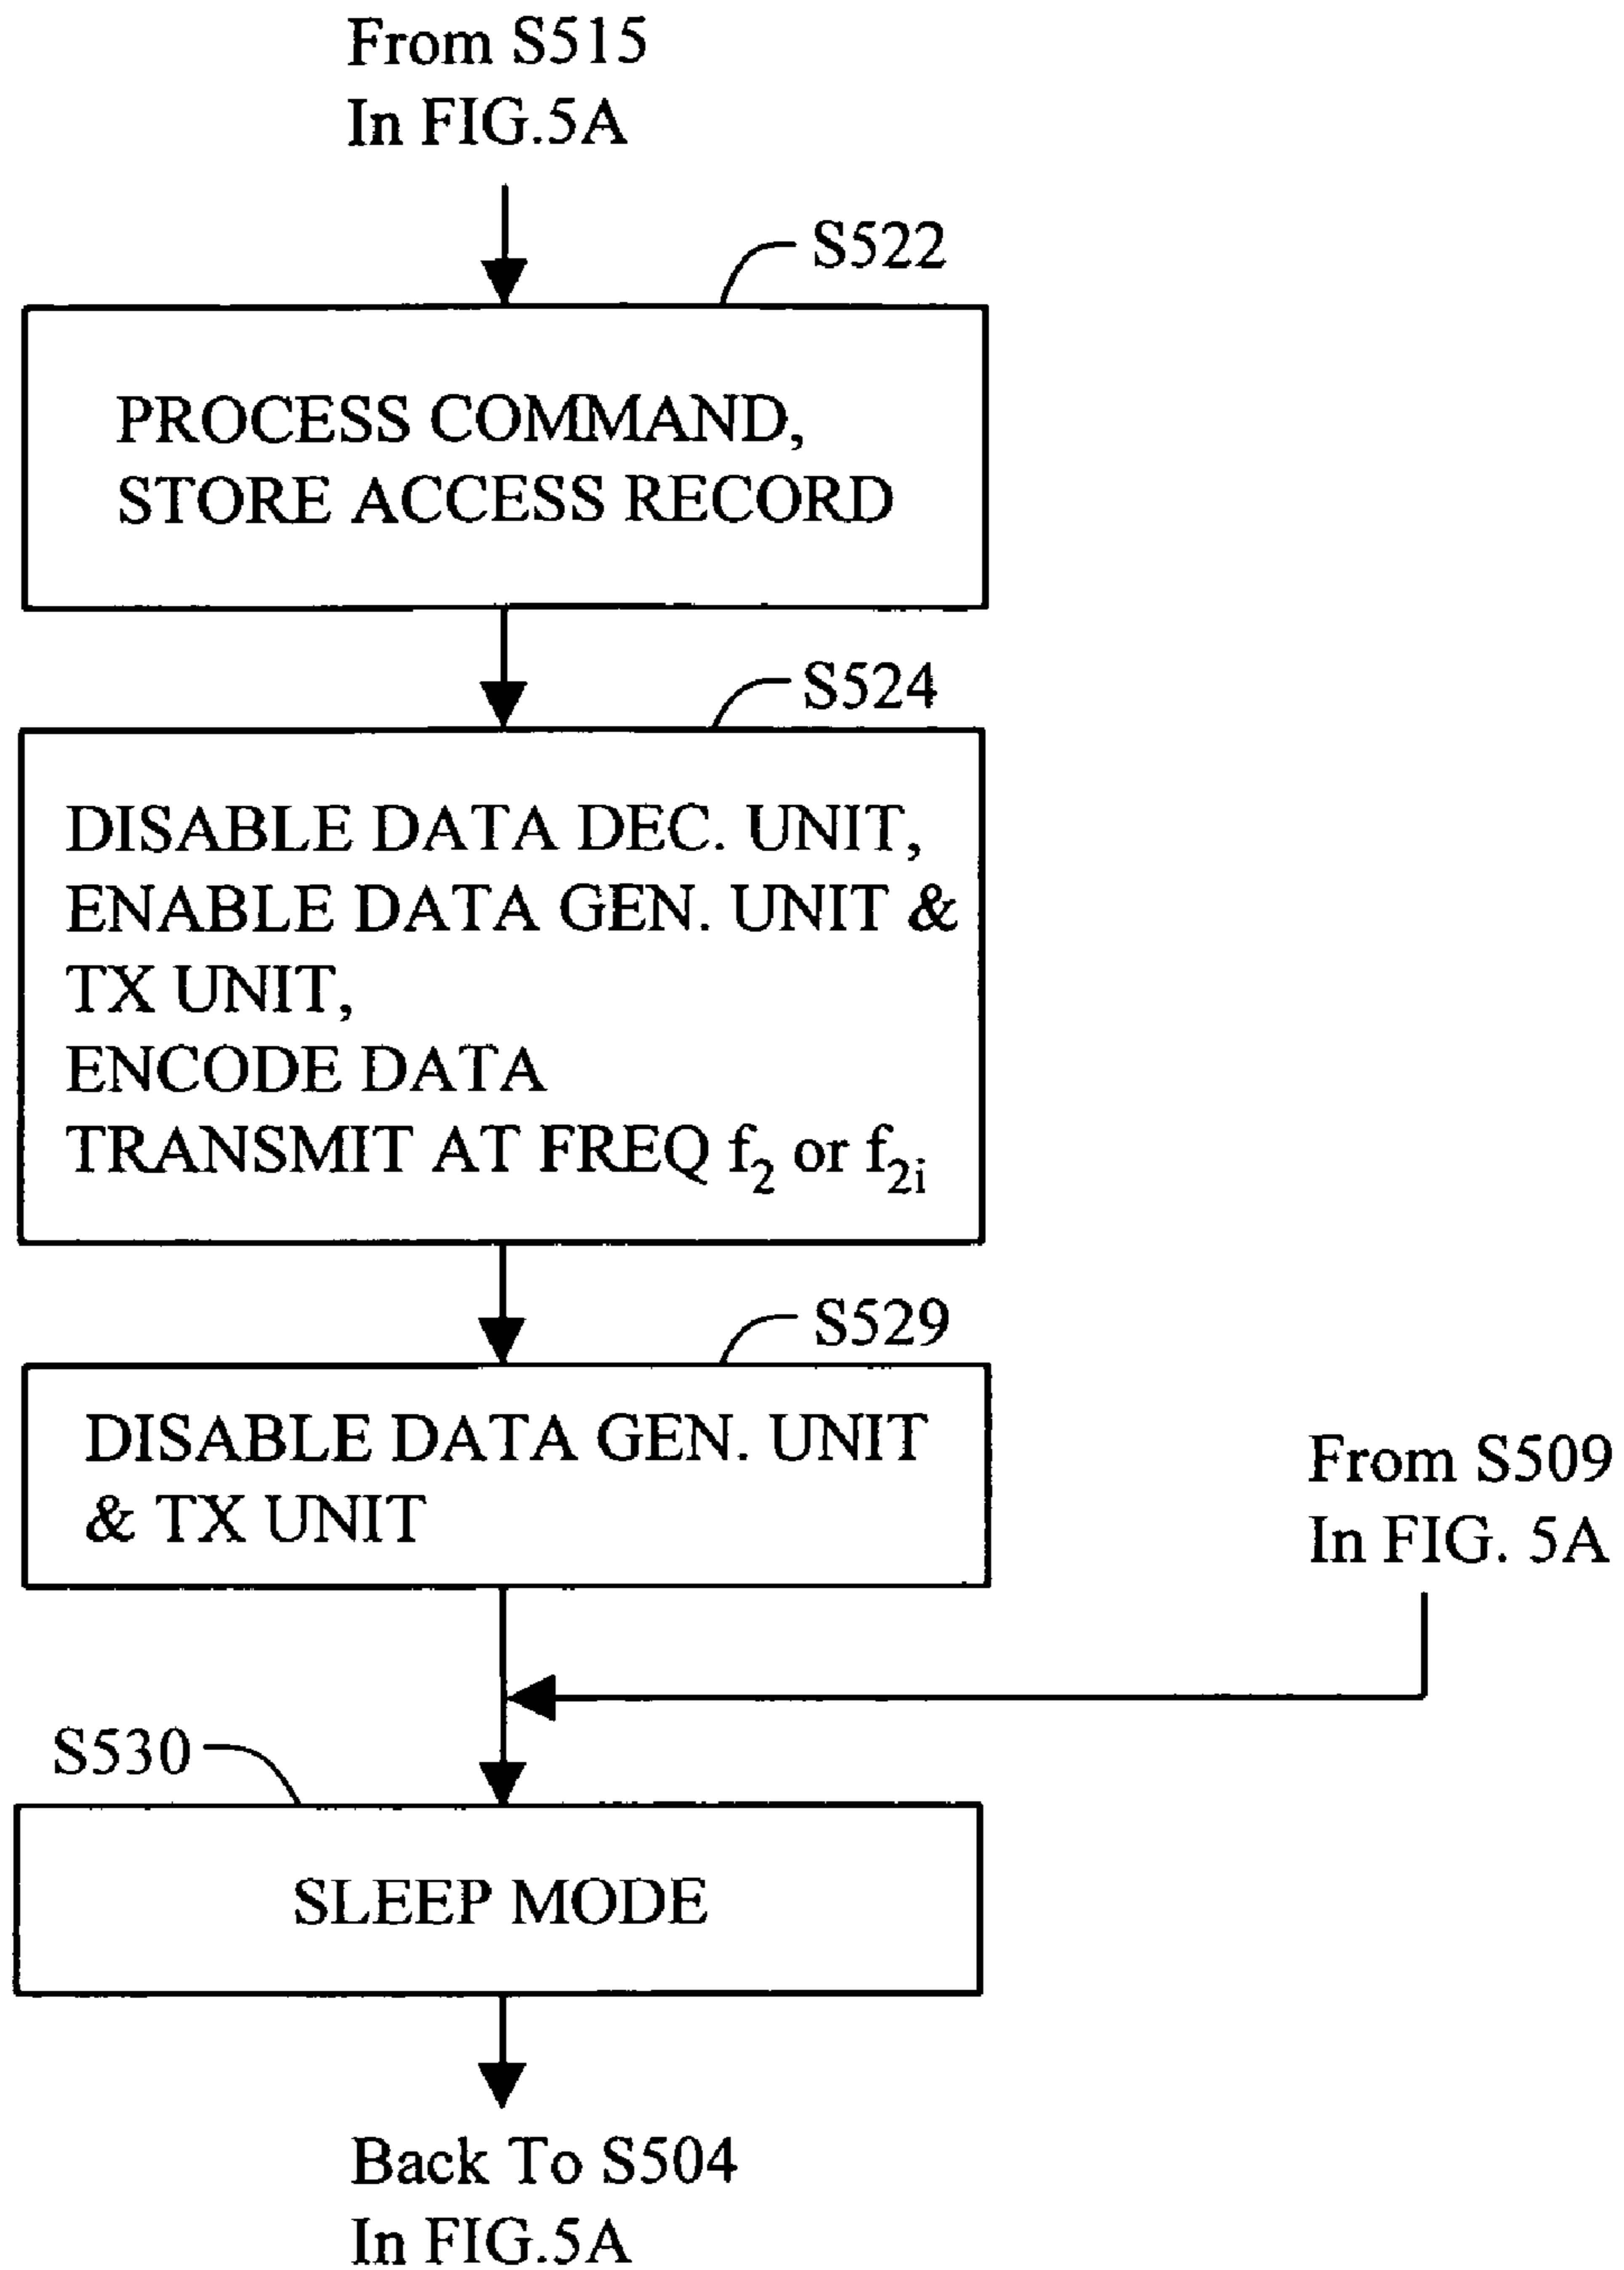 From S515
In FIG.5A
S522
PROCESS COMMAND,
STORE ACCESS RECORD
S524
DISABLE DATA DEC. UNIT,
ENABLE DATA GEN. UNIT &
TX UNIT,
ENCODE DATA
TRANSMIT AT FREQ f₂ or f₂ᵢ
S529
DISABLE DATA GEN. UNIT
& TX UNIT
From S509
In FIG. 5A
S530
SLEEP MODE
Back To S504
In FIG.5A